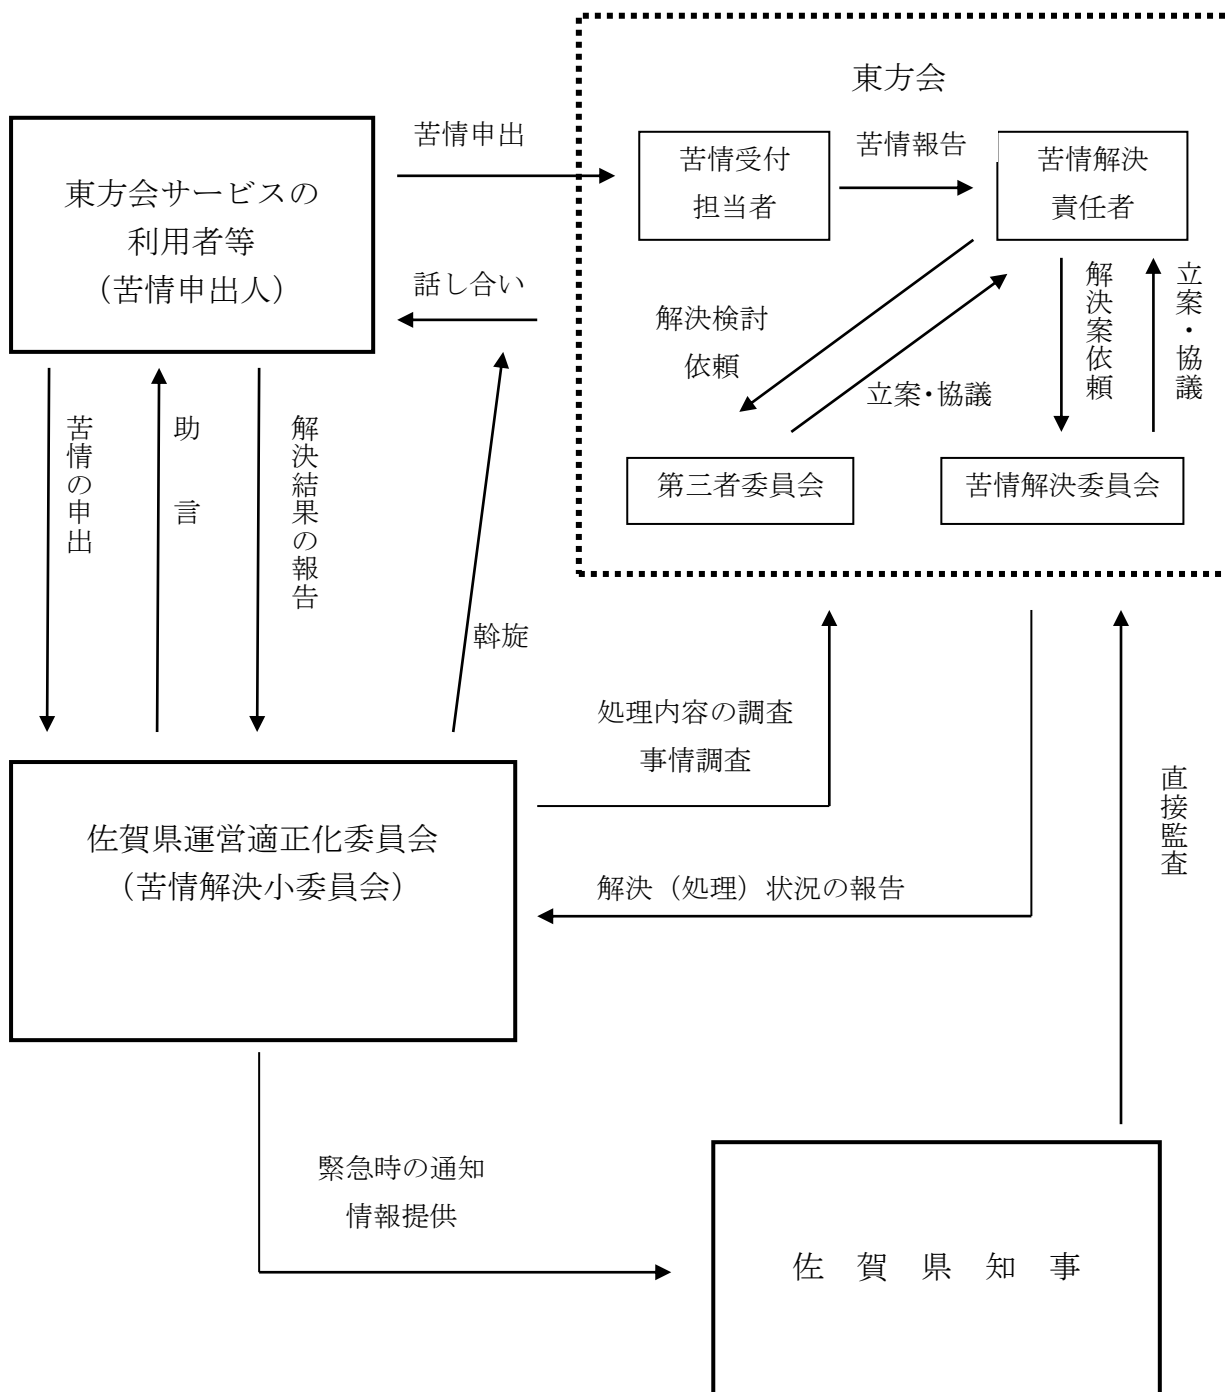 東方会
苦情申出
苦情受付
担当者
苦情報告
苦情解決
責任者
東方会サービスの
利用者等
（苦情申出人）
話し合い
解決検討
依頼
立案・協議
解決案依頼
立案・協議
第三者委員会
苦情解決委員会
苦情の申出
助言
解決結果の報告
斡旋
処理内容の調査
事情調査
直接監査
佐賀県運営適正化委員会
（苦情解決小委員会）
解決（処理）状況の報告
緊急時の通知
情報提供
佐賀県知事